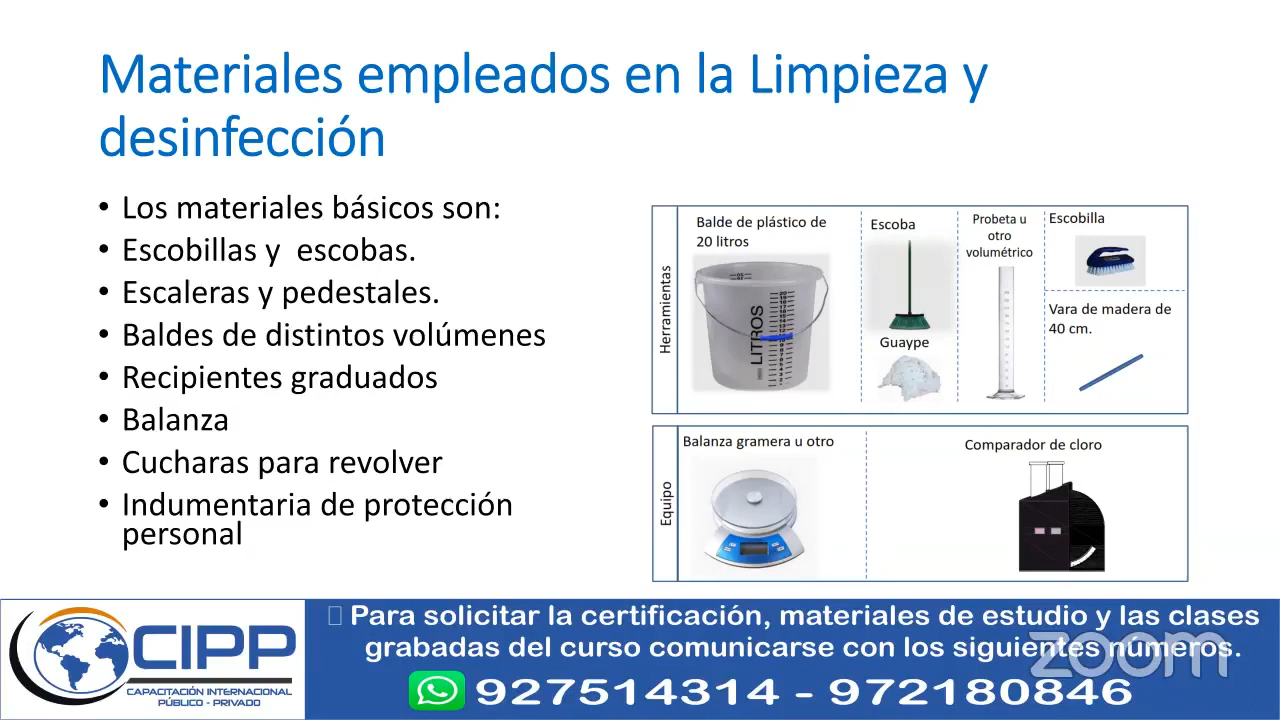 Materiales empleados en la Limpieza y
desinfección
• Los materiales básicos son:
• Escobillas y  escobas.
• Escaleras y pedestales.
• Baldes de distintos volúmenes
• Recipientes graduados
• Balanza
• Cucharas para revolver
• Indumentaria de protección
personal
Herramientas
Balde de plástico de
20 litros
LITROS
Escoba
Guaype
Probeta u
otro
volumétrico
Escobilla
Vara de madera de
40 cm.
Equipo
Balanza gramera u otro
Comparador de cloro
CIPP
CAPACITACIÓN INTERNACIONAL
PÚBLICO - PRIVADO
Para solicitar la certificación, materiales de estudio y las clases
grabadas del curso comunicarse con los siguientes números.
927514314 - 972180846
zoom